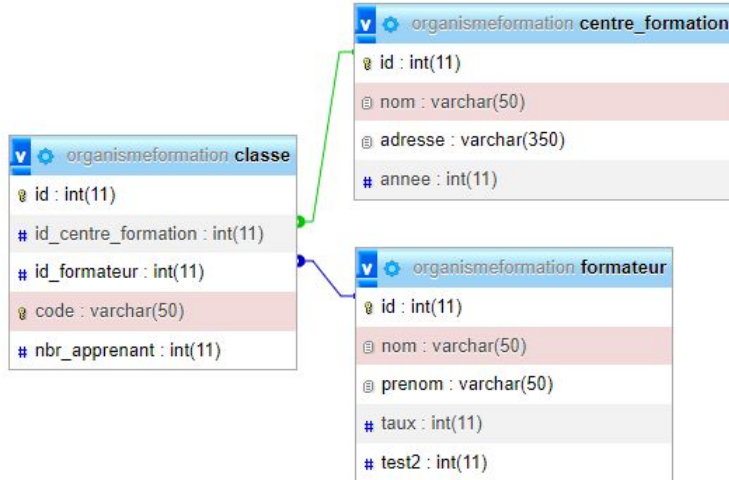 organismeformation centre_formation
id : int(11)
nom : varchar(50)
adresse : varchar(350)
# annee : int(11)
organismeformation classe
id : int(11)
# id_centre_formation : int(11)
# id_formateur : int(11)
code : varchar(50)
# nbr_apprenant : int(11)
organismeformation formateur
id : int(11)
nom : varchar(50)
prenom : varchar(50)
# taux : int(11)
# test2 : int(11)